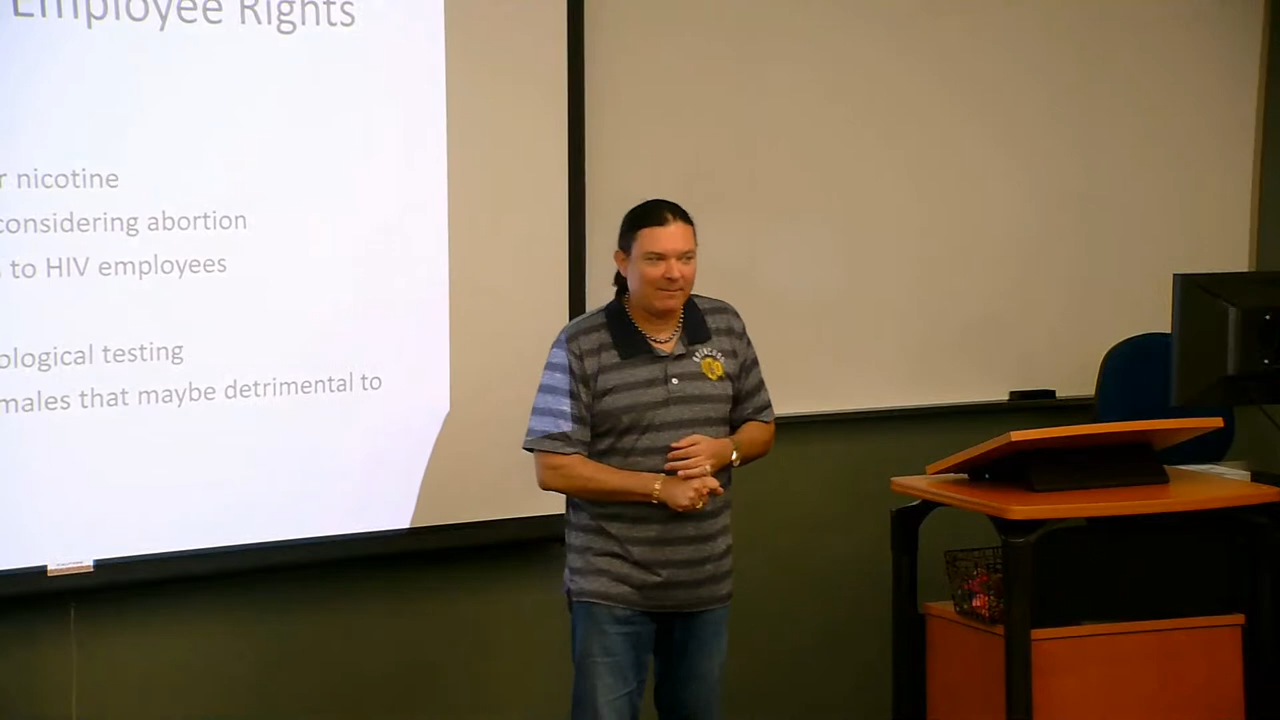 Employee Rights
r nicotine
considering abortion
to HIV employees
ological testing
males that maybe detrimental to